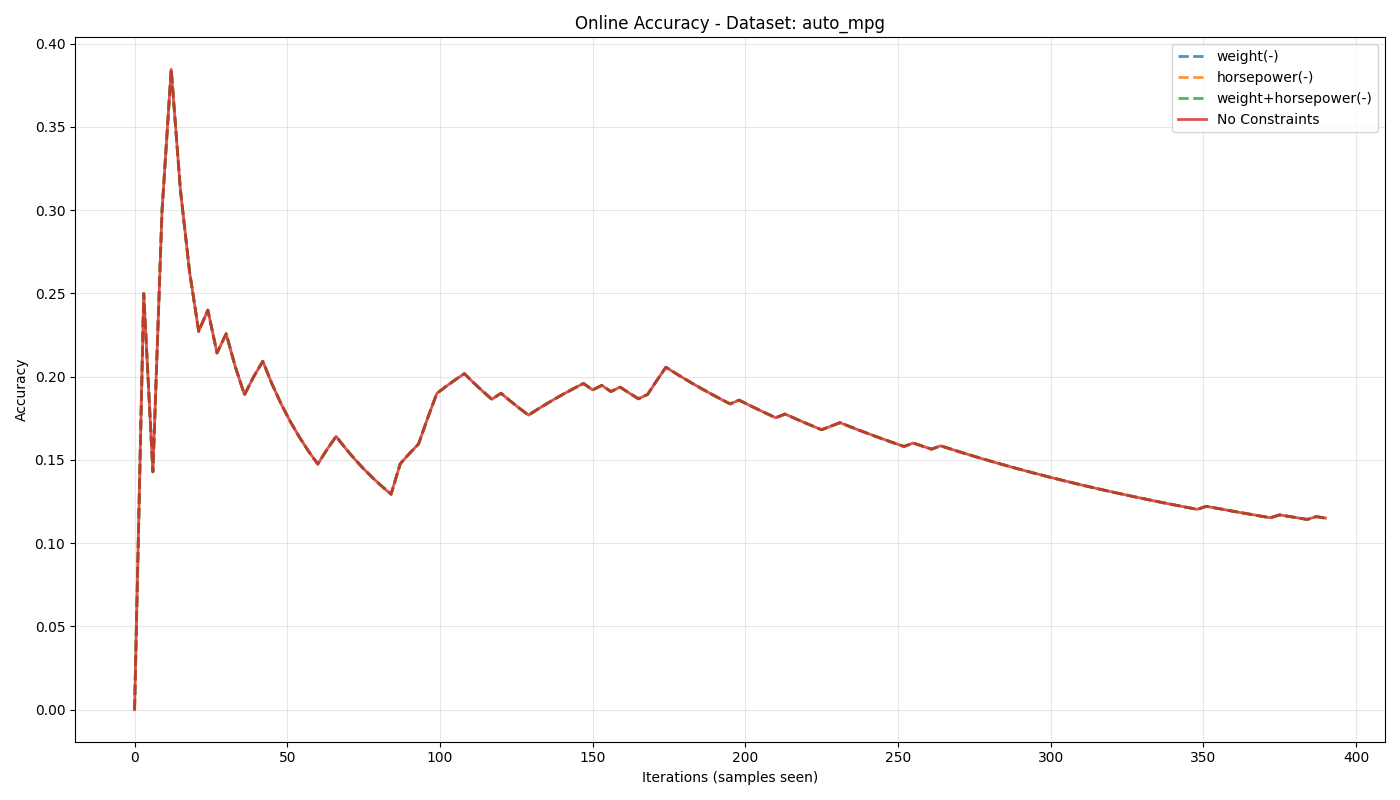 Online Accuracy - Dataset: auto_mpg
0.40
0.35
0.30
0.25
0.20
0.15
0.10
0.05
0.00
Accuracy
weight(-)
horsepower(-)
weight+horsepower(-)
No Constraints
0 50 100 150 200 250 300 350 400
Iterations (samples seen)